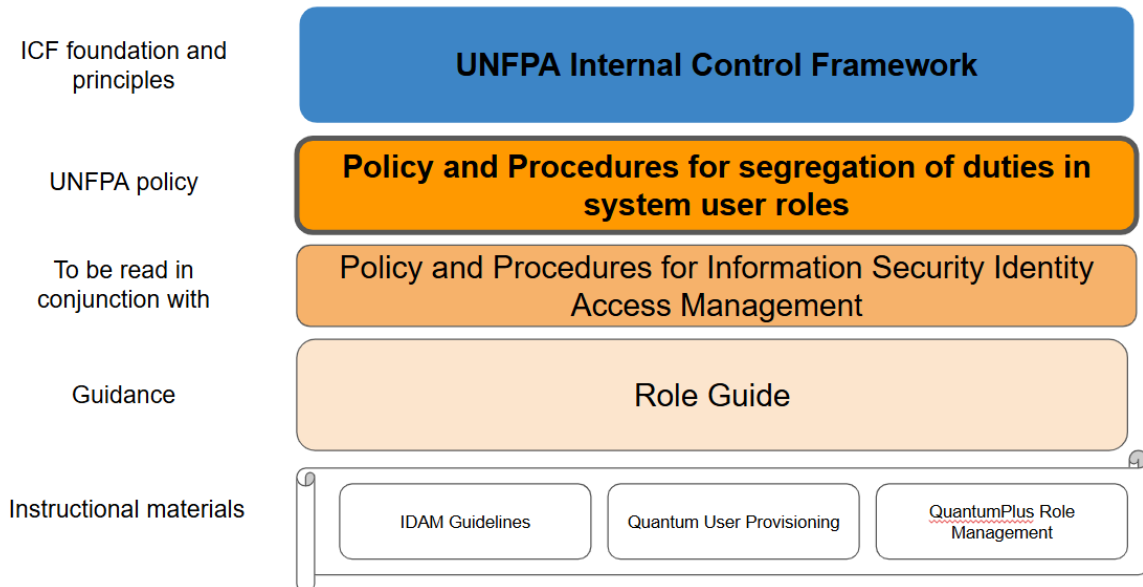 ICF foundation and
principles
UNFPA Internal Control Framework
UNFPA policy
Policy and Procedures for segregation of duties in
system user roles
To be read in
conjunction with
Policy and Procedures for Information Security Identity
Access Management
Guidance
Role Guide
Instructional materials
IDAM Guidelines
Quantum User Provisioning
QuantumPlus Role
Management